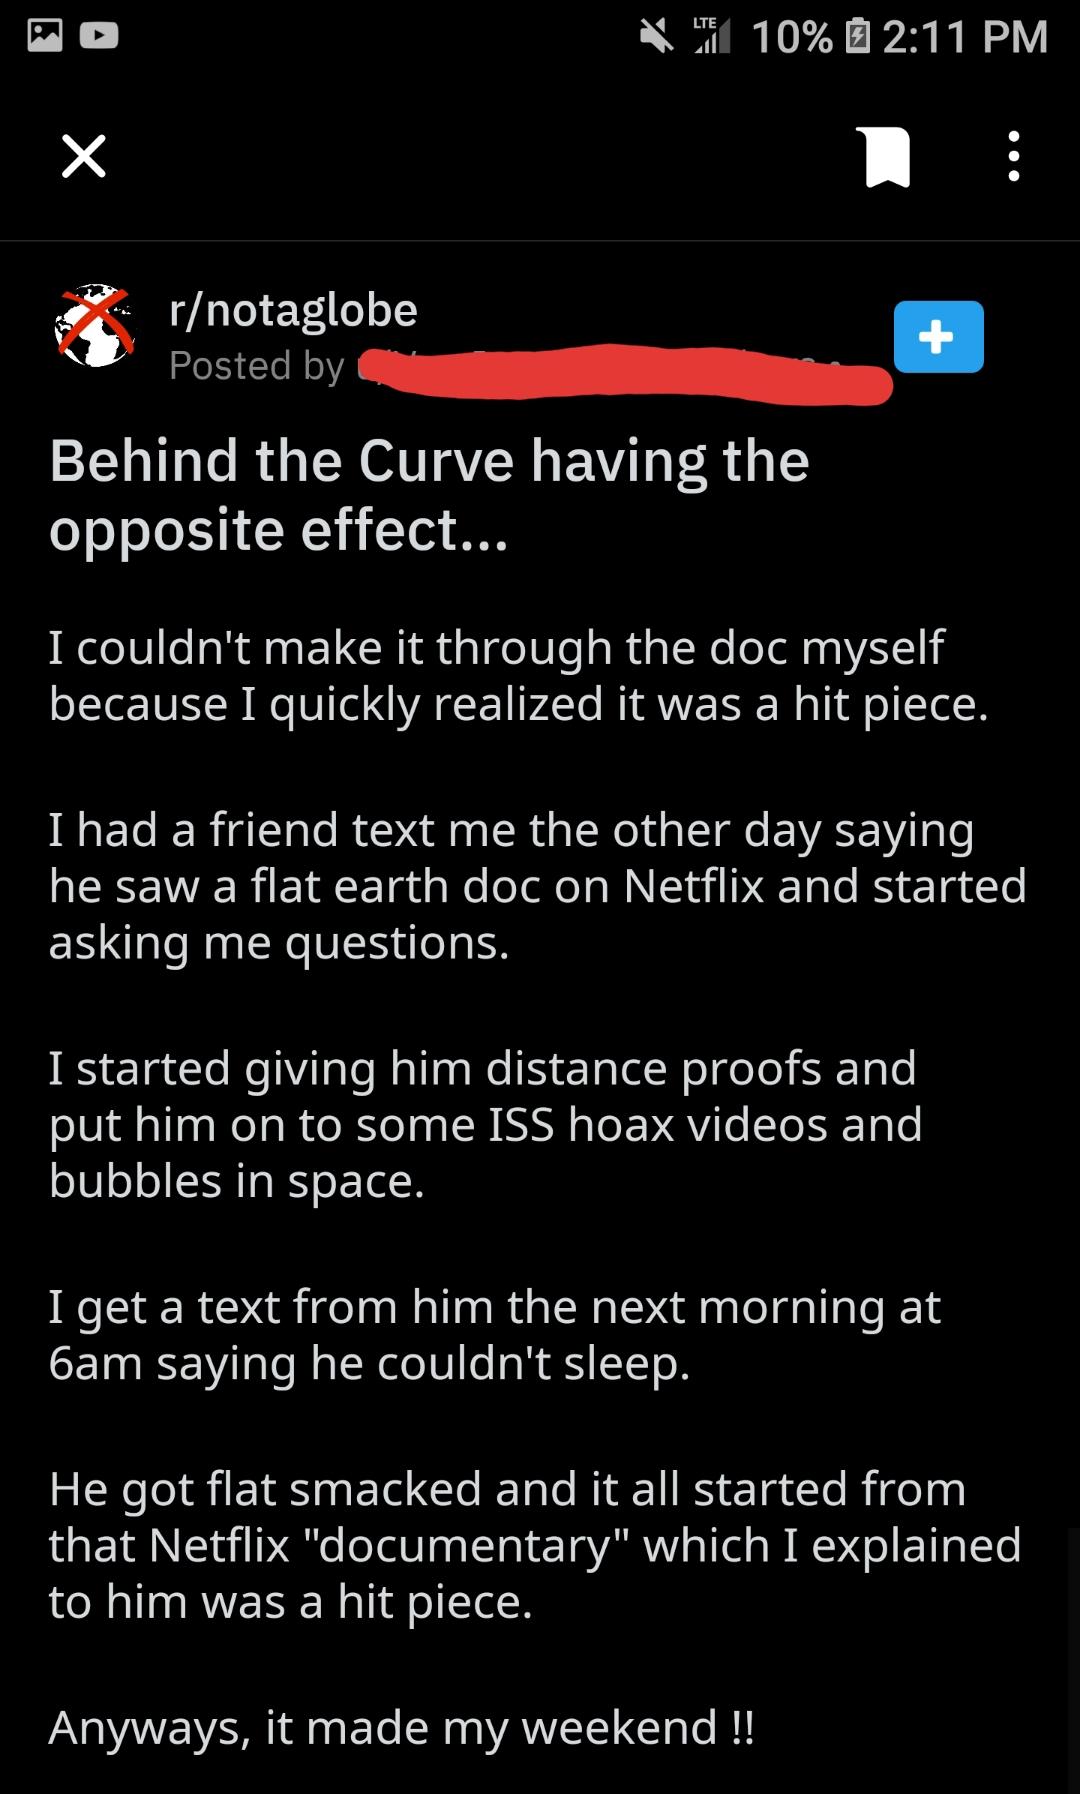 LTE 10% 2:11 PM
r/notaglobe
Posted by
Behind the Curve having the
opposite effect...
I couldn't make it through the doc myself
because I quickly realized it was a hit piece.
I had a friend text me the other day saying
he saw a flat earth doc on Netflix and started
asking me questions.
I started giving him distance proofs and
put him on to some ISS hoax videos and
bubbles in space.
I get a text from him the next morning at
6am saying he couldn't sleep.
He got flat smacked and it all started from
that Netflix "documentary" which I explained
to him was a hit piece.
Anyways, it made my weekend !!